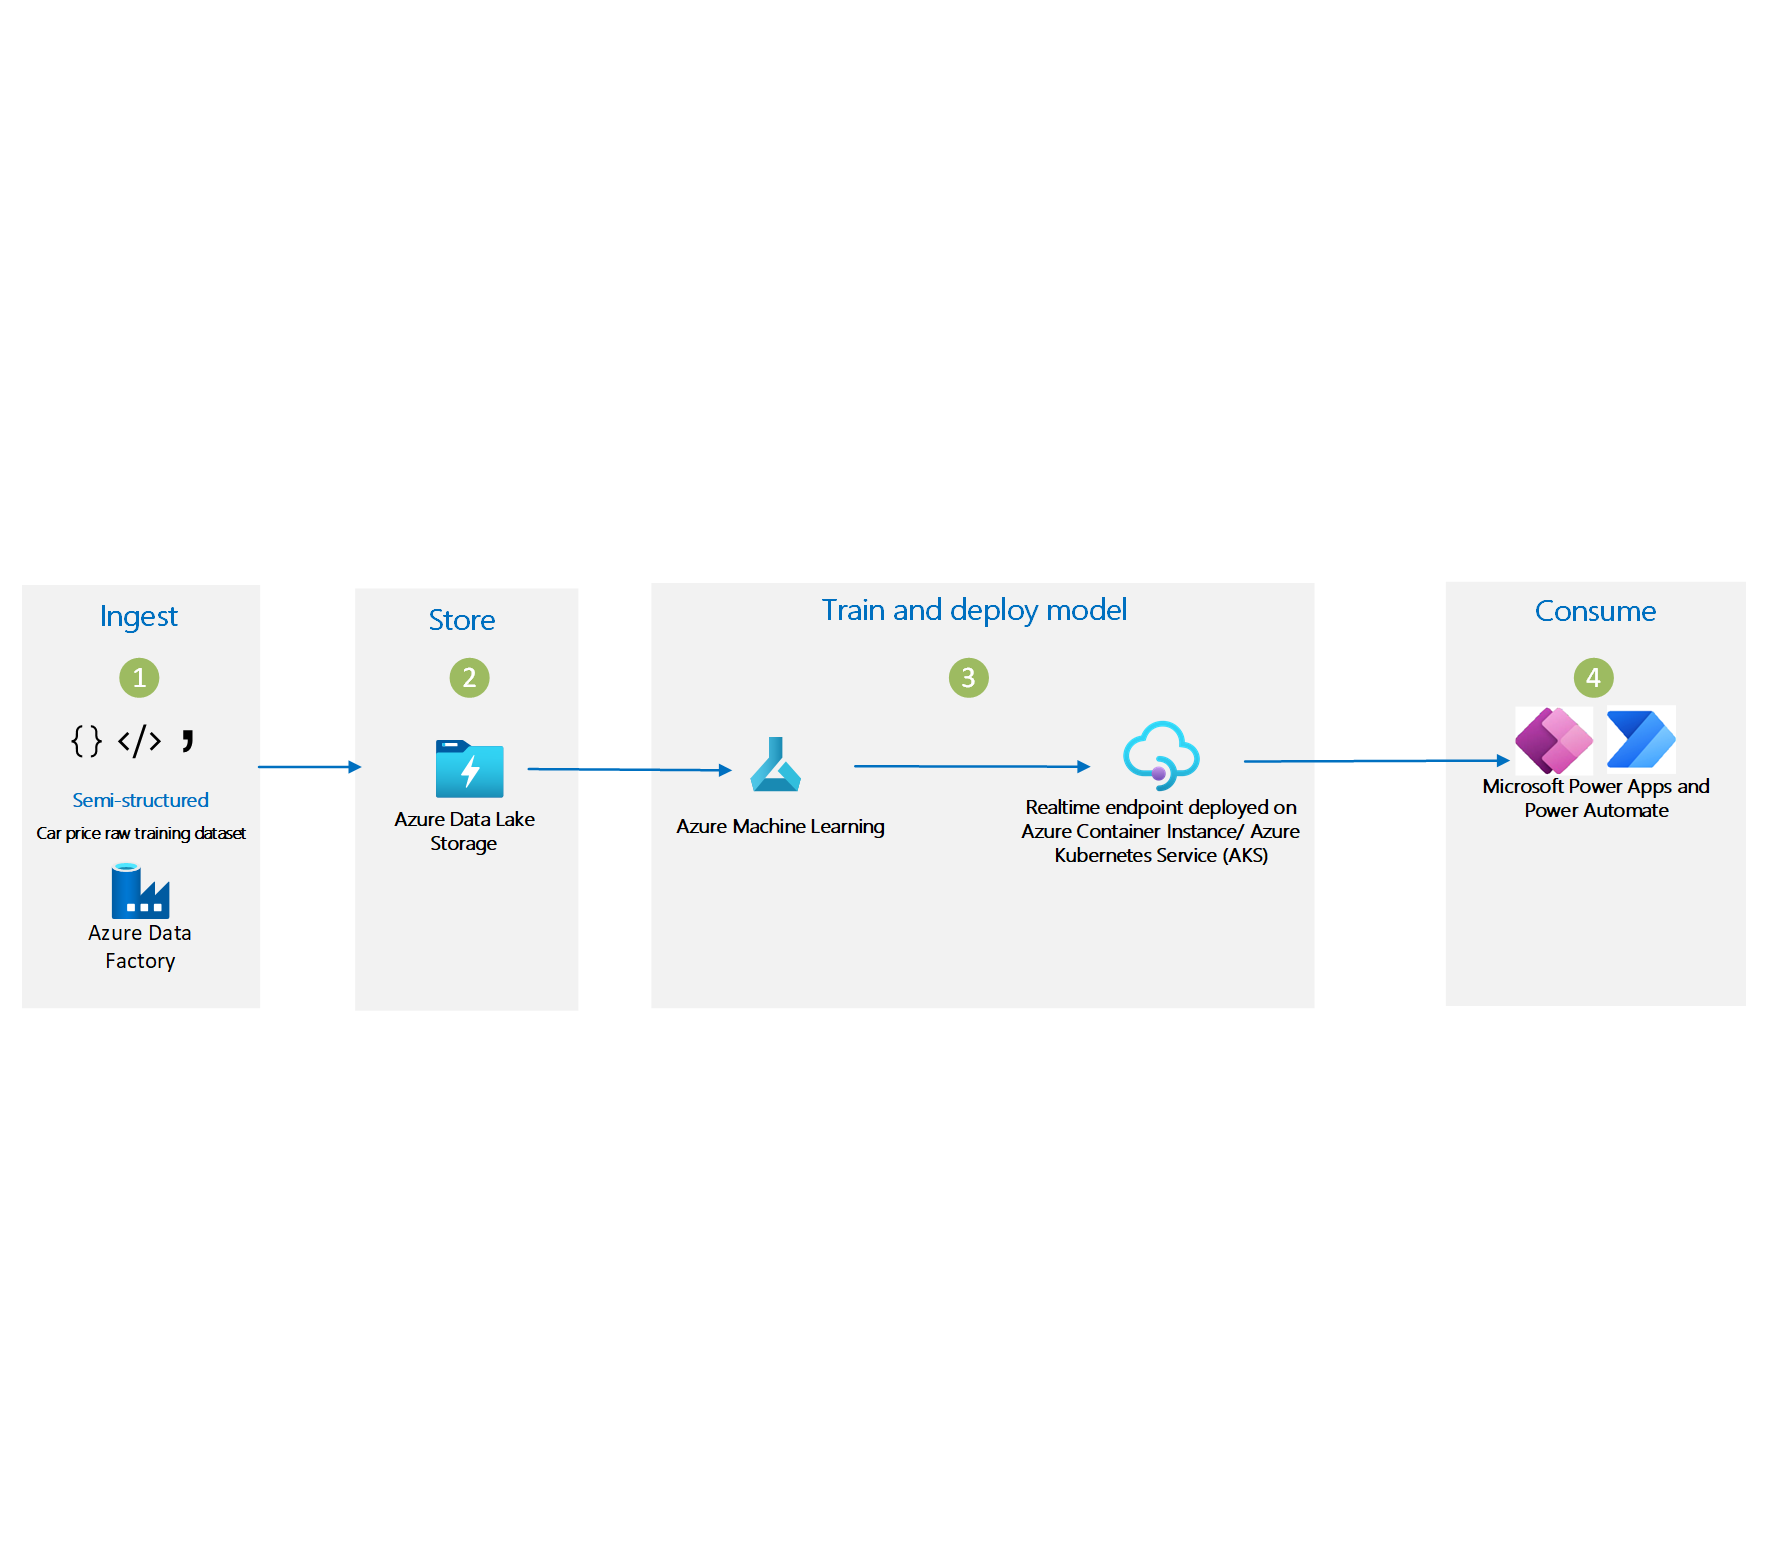 Ingest
1
{} </> ,
Semi-structured
Car price raw training dataset
Azure Data
Factory
Store
2
Azure Data Lake
Storage
Train and deploy model
3
Azure Machine Learning
Realtime endpoint deployed on
Azure Container Instance/ Azure
Kubernetes Service (AKS)
Consume
4
Microsoft Power Apps and
Power Automate